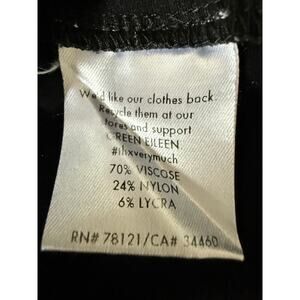 We'd like our clothes back.
Recycle them at our
stores and support
GREEN EILEEN
#thxverymuch
70% VISCOSE
24% NYLON
6% LYCRA
RN# 78121/CA# 34460